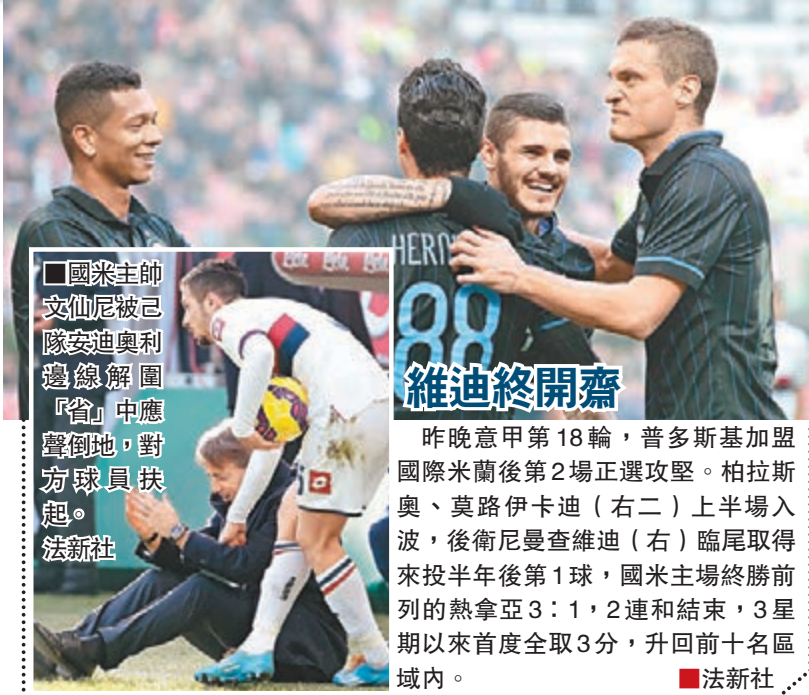 HERN
88
■國米主帥
文仙尼被己
隊安迪奧利
邊線解圍
「省」中應
聲倒地，對
方球員扶
起。
法新社
維迪終開齋
昨晚意甲第18輪，普多斯基加盟
國際米蘭後第2場正選攻堅。柏拉斯
奧、莫路伊卡迪（右二）上半場入
波，後衛尼曼查維迪（右）臨尾取得
來投半年後第1球，國米主場終勝前
列的熱拿亞3：1，2連和結束，3星
期以來首度全取3分，升回前十名區
域內。
■法新社